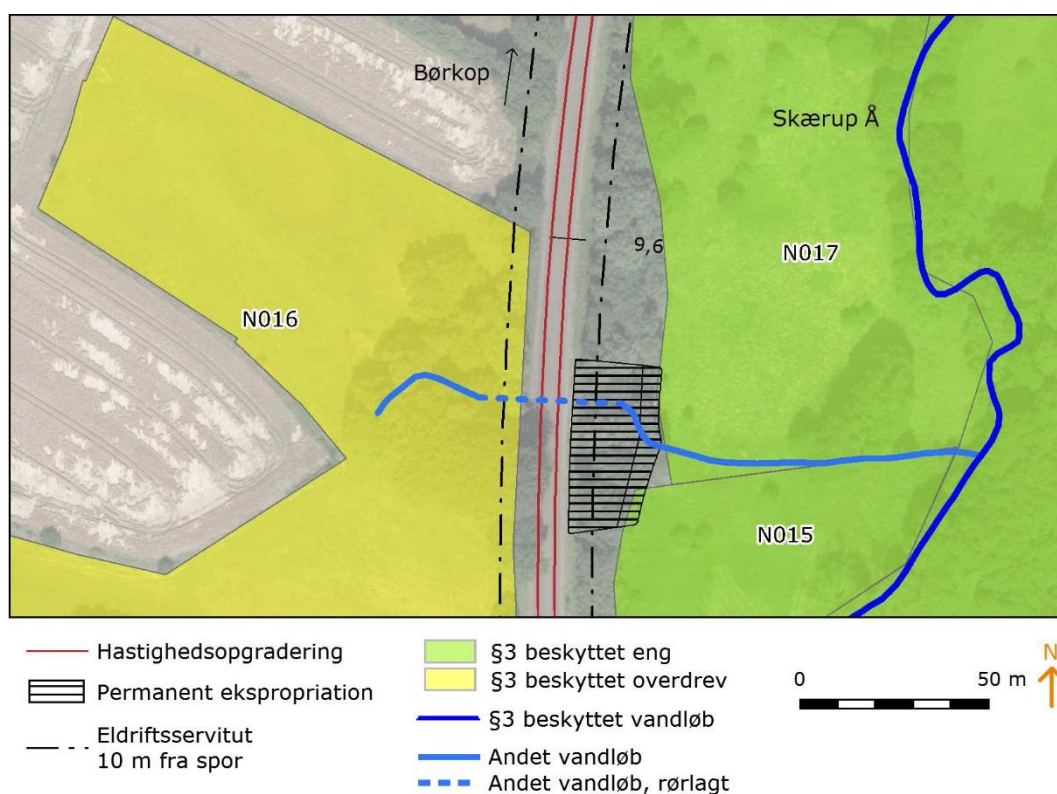 Børkop
Skærup Å
9,6
N017
N016
N015
Hastighedsopgradering
Permanent ekspropriation
Eldriftsservitut
10 m fra spor
§3 beskyttet eng
§3 beskyttet overdrev
§3 beskyttet vandløb
Andet vandløb
Andet vandløb, rørlagt
0 50 m
N